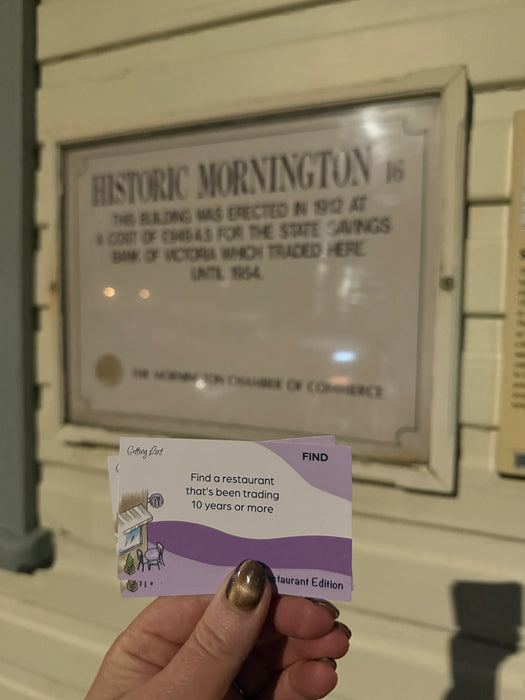 HISTORIC MORNINGTON 16
THIS BUILDING WAS ERECTED IN 1912 AT
A COST OF £949.4.5 FOR THE STATE SAVINGS
BANK OF VICTORIA WHICH TRADED HERE
UNTIL 1954.
THE MORNINGTON CHAMBER OF COMMERCE
Getting Lost
FIND
Find a restaurant
that's been trading
10 years or more
staurant Edition